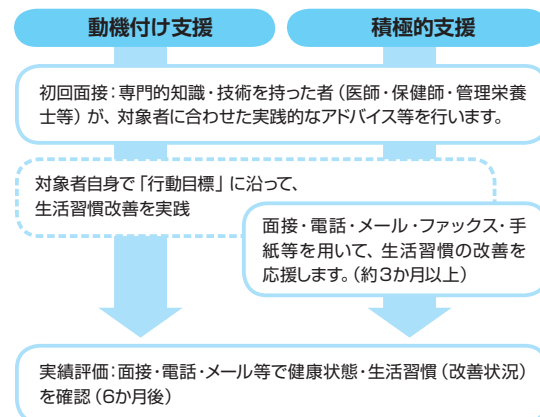 動機付け支援
積極的支援
初回面接：専門的知識・技術を持った者（医師・保健師・管理栄養
士等）が、対象者に合わせた実践的なアドバイス等を行います。
対象者自身で「行動目標」に沿って、
生活習慣改善を実践
面接・電話・メール・ファックス・手
紙等を用いて、生活習慣の改善を
応援します。（約3か月以上）
実績評価：面接・電話・メール等で健康状態・生活習慣（改善状況）
を確認（6か月後）